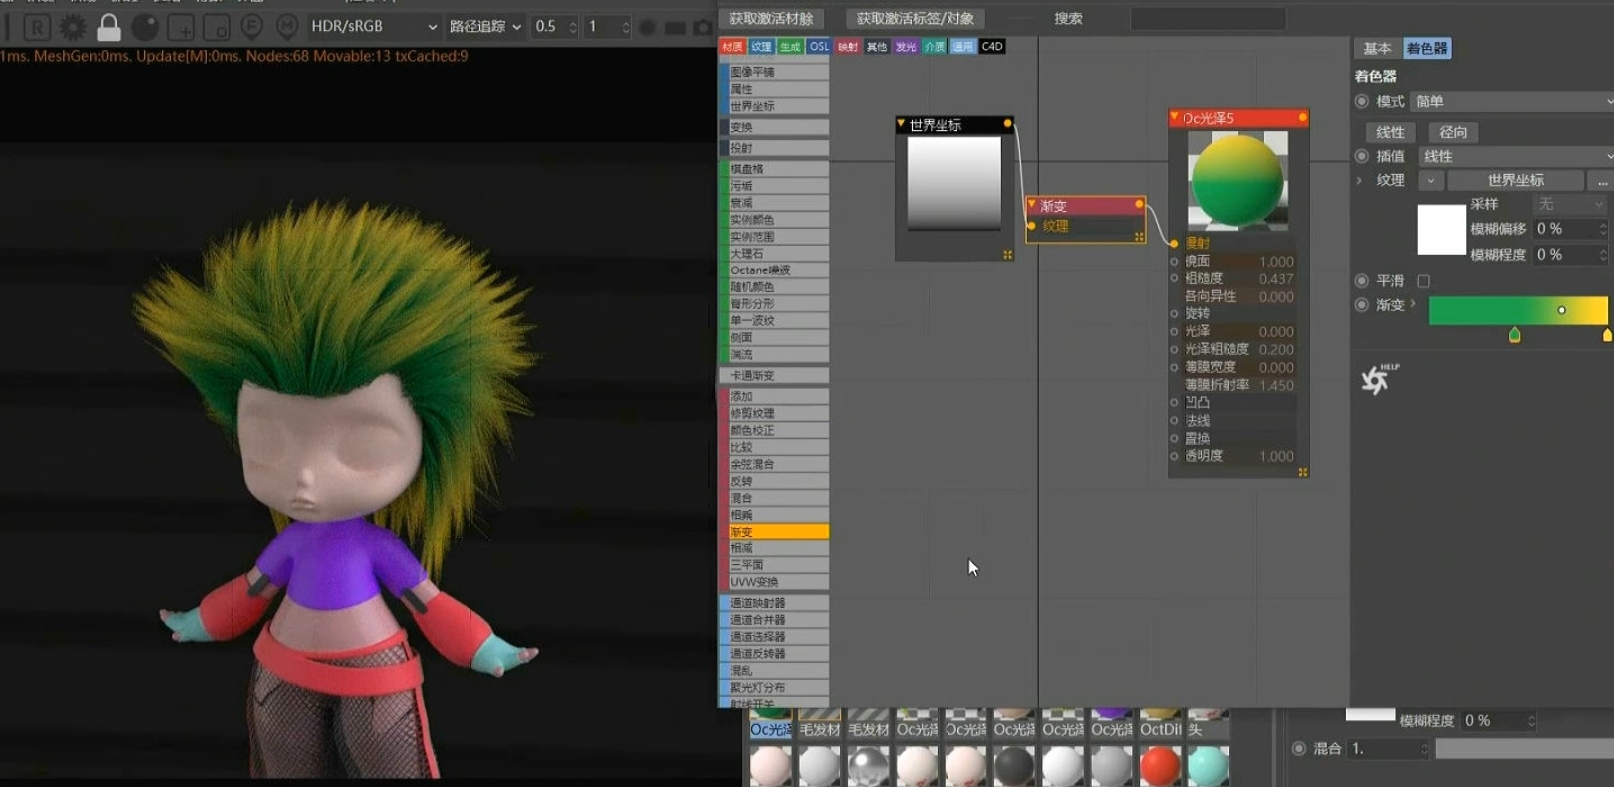 HDR/sRGB
路径追踪
0.5
1
1ms. MeshGen:0ms. Update[M]:0ms. Nodes:68 Movable:13 txCached:9
获取激活材球
获取激活标签/对象
搜索
材质 纹理 生成 OSL 映射 其他 发光 介质 通用 C4D
图像平铺
属性
世界坐标
变换
投射
棋盘格
污垢
衰减
实例颜色
实例范围
大理石
Octane噪波
随机颜色
脊形分形
单一波纹
侧面
湍流
卡通渐变
添加
修剪纹理
颜色校正
比较
余弦混合
反转
混合
相乘
渐变
相减
三平面
UVW变换
通道映射器
通道合并器
通道选择器
通道反转器
混乱
聚光灯分布
射线开关
世界坐标
渐变
纹理
Oc光泽5
漫射
镜面 1.000
粗糙度 0.437
各向异性 0.000
旋转
光泽 0.000
光泽粗糙度 0.200
薄膜宽度 0.000
薄膜折射率 1.450
凹凸
法线
置换
透明度 1.000
基本 着色器
着色器
模式 简单
线性 径向
插值 线性
纹理 世界坐标 ...
采样 无
模糊偏移 0 %
模糊程度 0 %
平滑
渐变
HELP
Oc光泽 毛发材 毛发材 Oc光泽 Oc光泽 Oc光泽 Oc光泽 Oc光泽 OctDif 头
模糊程度 0 %
混合 1.